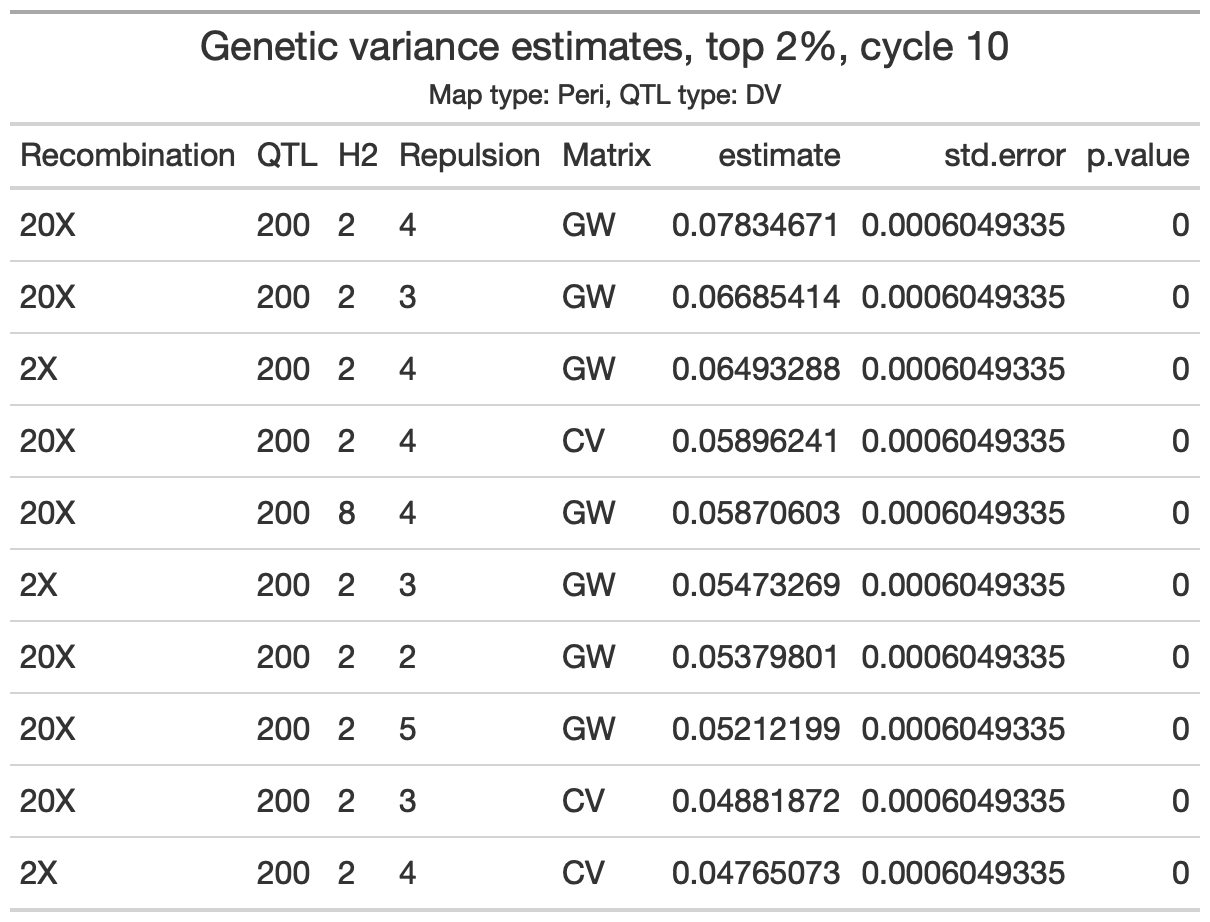 Genetic variance estimates, top 2%, cycle 10
Map type: Peri, QTL type: DV
Recombination QTL H2 Repulsion Matrix estimate std.error p.value
20X 200 2 4 GW 0.07834671 0.0006049335 0
20X 200 2 3 GW 0.06685414 0.0006049335 0
2X 200 2 4 GW 0.06493288 0.0006049335 0
20X 200 2 4 CV 0.05896241 0.0006049335 0
20X 200 8 4 GW 0.05870603 0.0006049335 0
2X 200 2 3 GW 0.05473269 0.0006049335 0
20X 200 2 2 GW 0.05379801 0.0006049335 0
20X 200 2 5 GW 0.05212199 0.0006049335 0
20X 200 2 3 CV 0.04881872 0.0006049335 0
2X 200 2 4 CV 0.04765073 0.0006049335 0